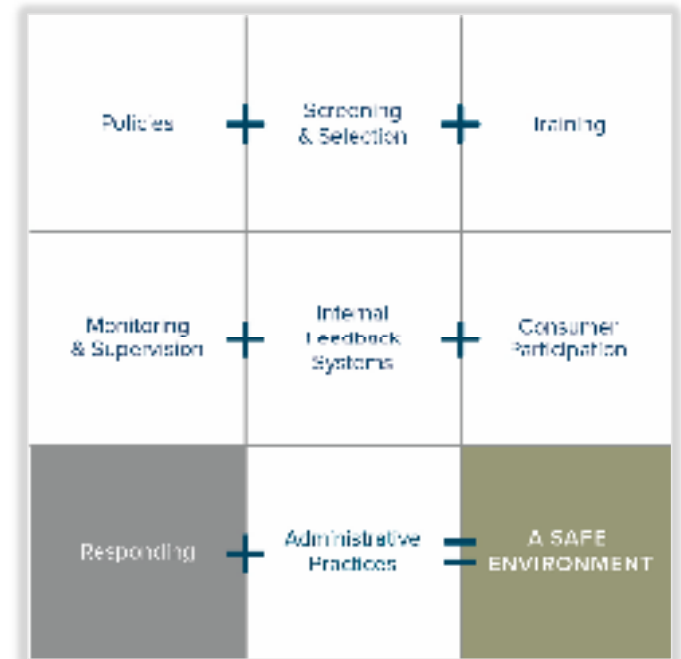 Policies + Screening + Training
& Selection
Monitoring + Internal + Consumer
& Supervision Feedback Participation
Systems
Responding + Administrative = A SAFE
Practices ENVIRONMENT